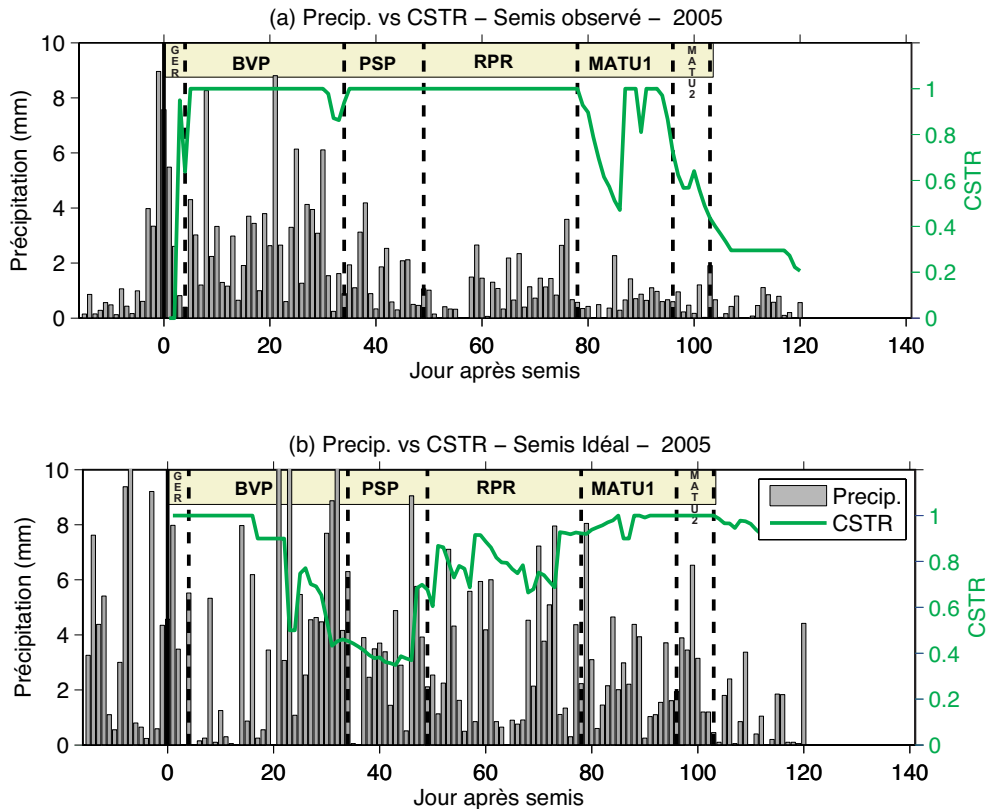 (a) Precip. vs CSTR − Semis observé − 2005
GER BVP PSP RPR MATU1 MATU2
Précipitation (mm)
10
8
6
4
2
0
CSTR
1
0.8
0.6
0.4
0.2
0
0 20 40 60 80 100 120 140
Jour après semis
(b) Precip. vs CSTR − Semis Idéal − 2005
GER BVP PSP RPR MATU1 MATU2
Precip.
CSTR
Précipitation (mm)
10
8
6
4
2
0
CSTR
1
0.8
0.6
0.4
0.2
0
0 20 40 60 80 100 120 140
Jour après semis